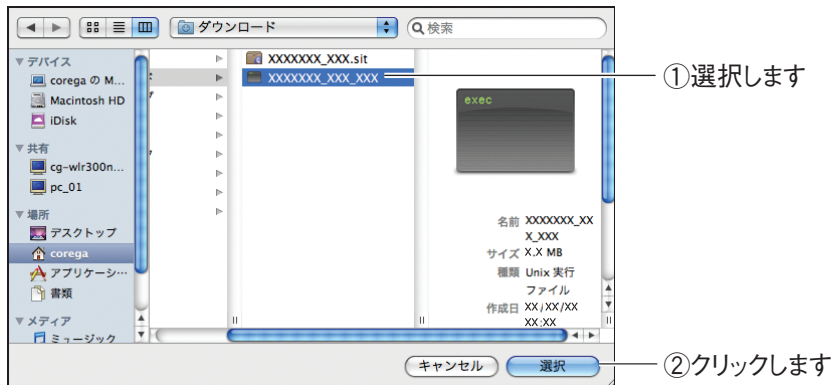 ダウンロード
検索
▼ デバイス
corega の M...
Macintosh HD
iDisk
▼ 共有
cg-wlr300n...
pc_01
▼ 場所
デスクトップ
corega
アプリケーシ…
書類
▼ メディア
ミュージック
XXXXXXX_XXX.sit
XXXXXXX_XXX_XXX
exec
名前 XXXXXXX_XX
X_XXX
サイズ X.X MB
種類 Unix 実行
ファイル
作成日 XX/XX/XX
XX:XX
キャンセル
選択
①選択します
②クリックします